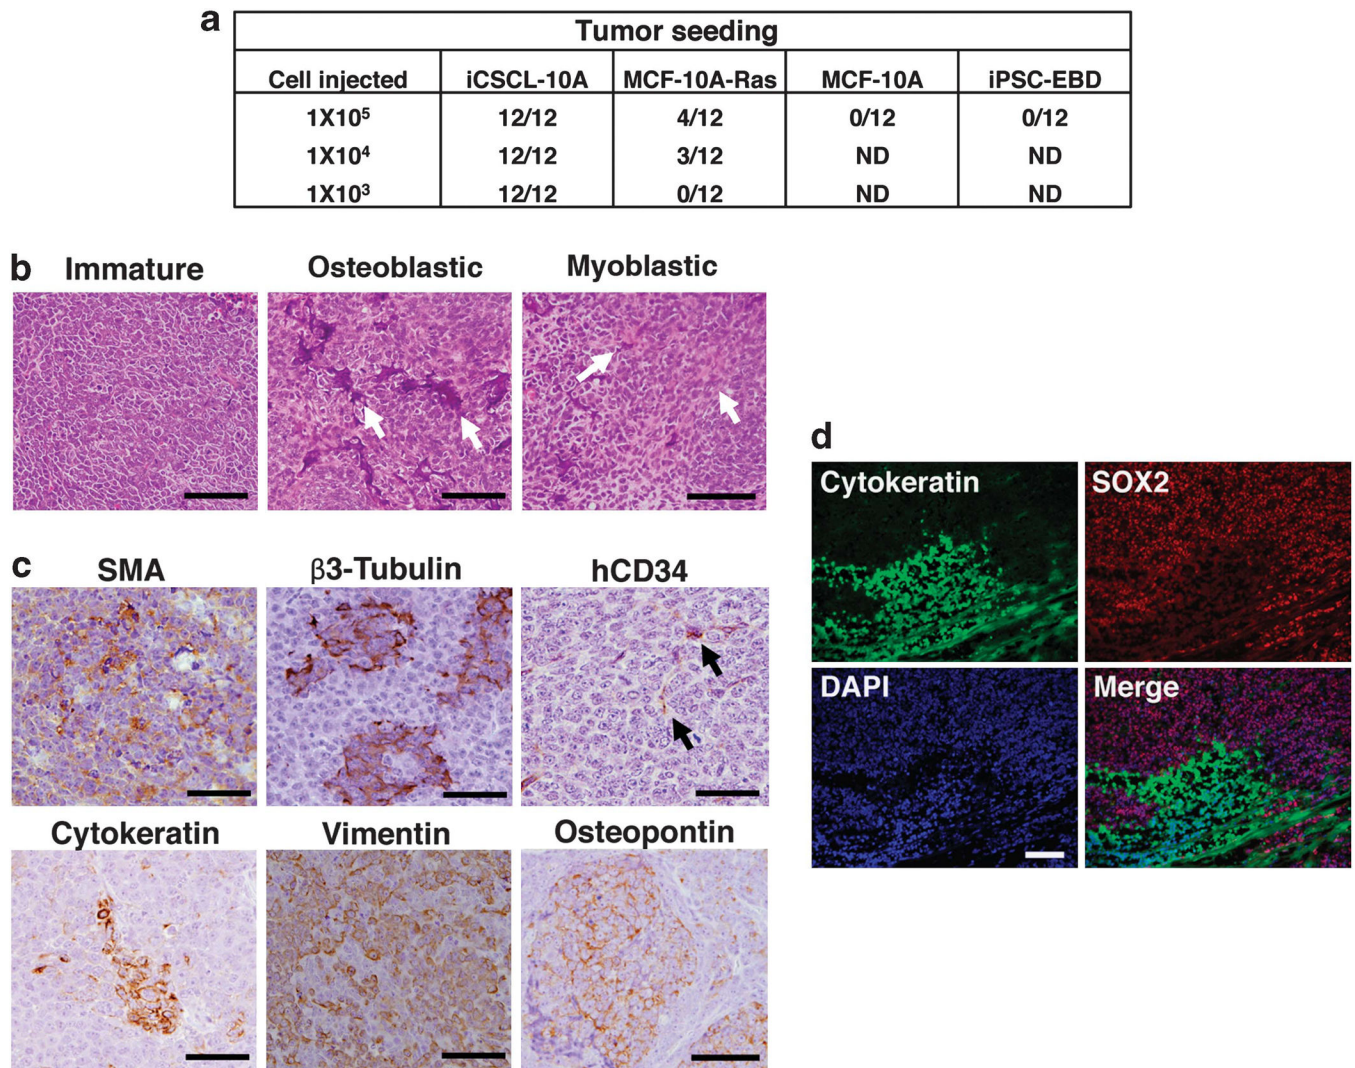 a
Tumor seeding
Cell injected iCSCL-10A MCF-10A-Ras MCF-10A iPSC-EBD
1X10⁵ 12/12 4/12 0/12 0/12
1X10⁴ 12/12 3/12 ND ND
1X10³ 12/12 0/12 ND ND
b
Immature Osteoblastic Myoblastic
c
SMA β3-Tubulin hCD34
Cytokeratin Vimentin Osteopontin
d
Cytokeratin SOX2
DAPI Merge